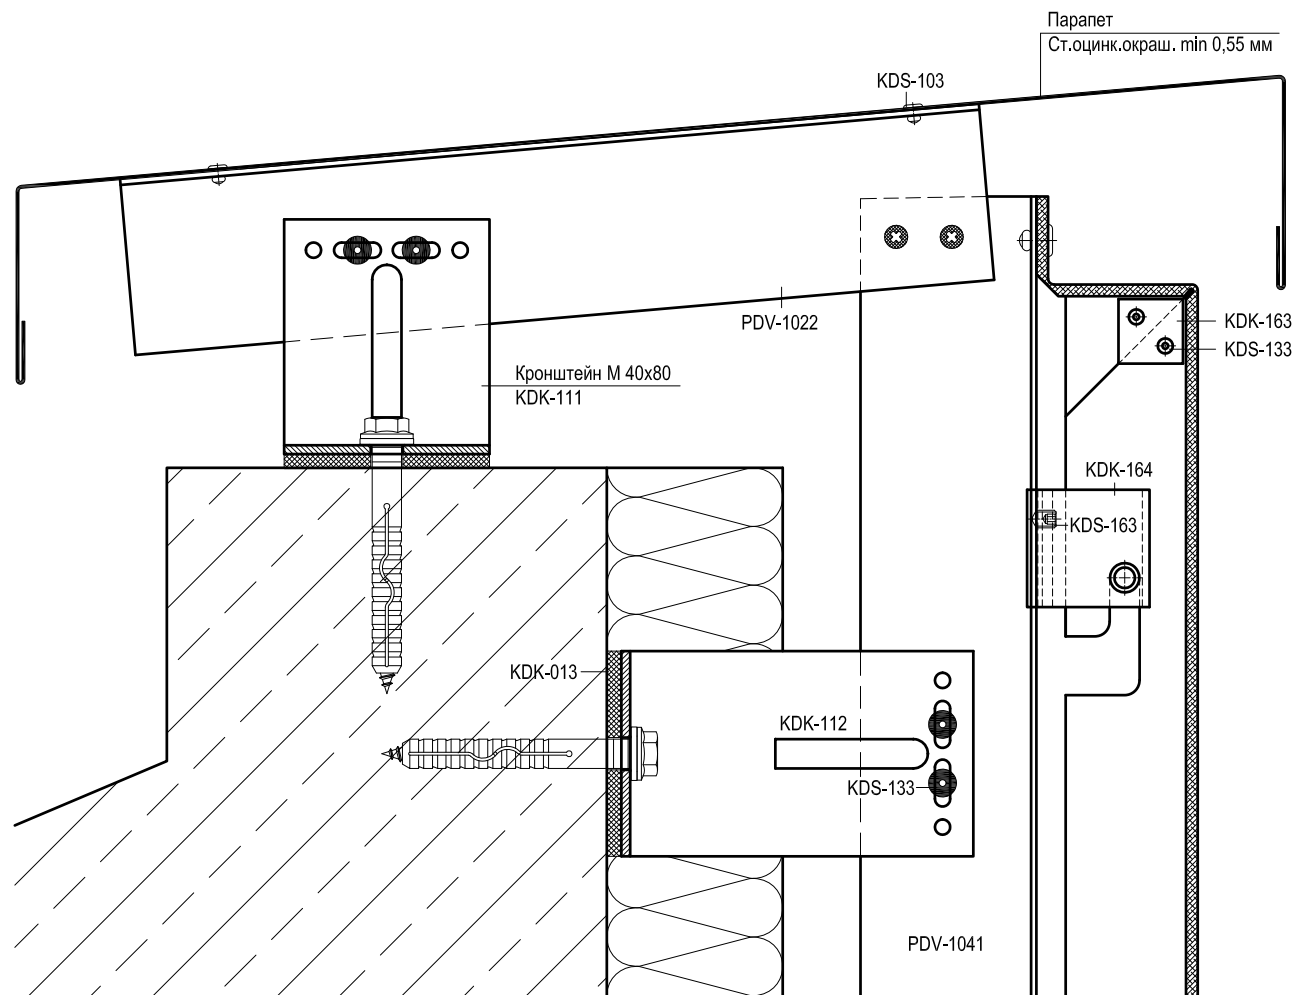 Парапет
Ст.оцинк.окраш. min 0,55 мм
KDS-103
PDV-1022
KDK-163
KDS-133
Кронштейн М 40x80
KDK-111
KDK-164
KDS-163
KDK-013
KDK-112
KDS-133
PDV-1041